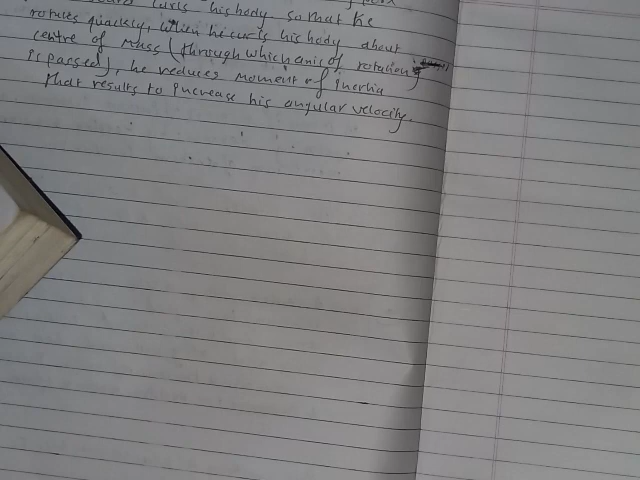 curls his body so that he
rotates quickly, when he curls his body about
centre of mass (through which axis of rotation
is passed), he reduces moment of inertia
that results to increase his angular velocity.